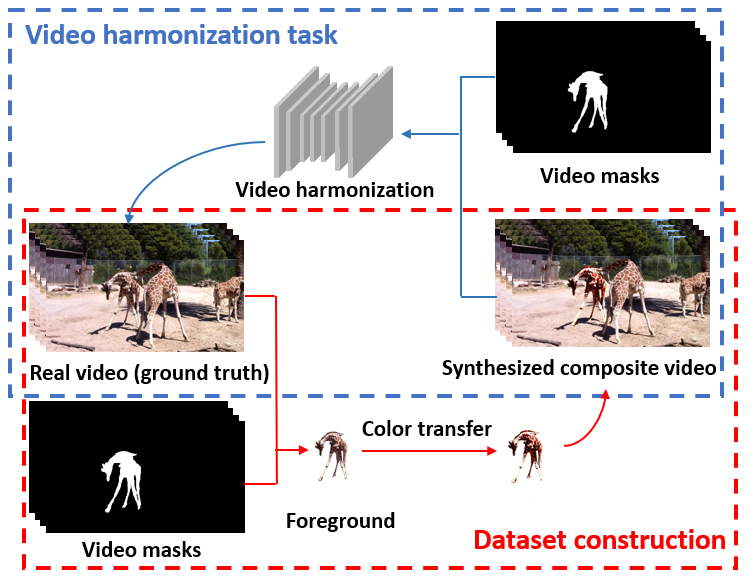 Video harmonization task
Video harmonization
Video masks
Real video (ground truth)
Synthesized composite video
Color transfer
Foreground
Video masks
Dataset construction